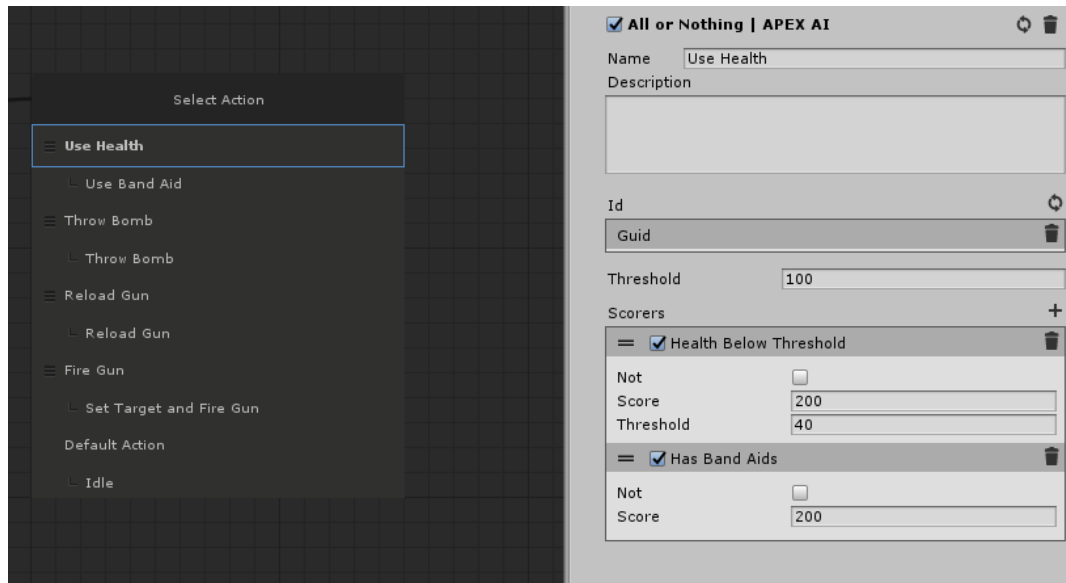 Select Action
Use Health
Use Band Aid
Throw Bomb
Throw Bomb
Reload Gun
Reload Gun
Fire Gun
Set Target and Fire Gun
Default Action
Idle
All or Nothing | APEX AI
Name Use Health
Description
Id
Guid
Threshold 100
Scorers
Health Below Threshold
Not
Score 200
Threshold 40
Has Band Aids
Not
Score 200